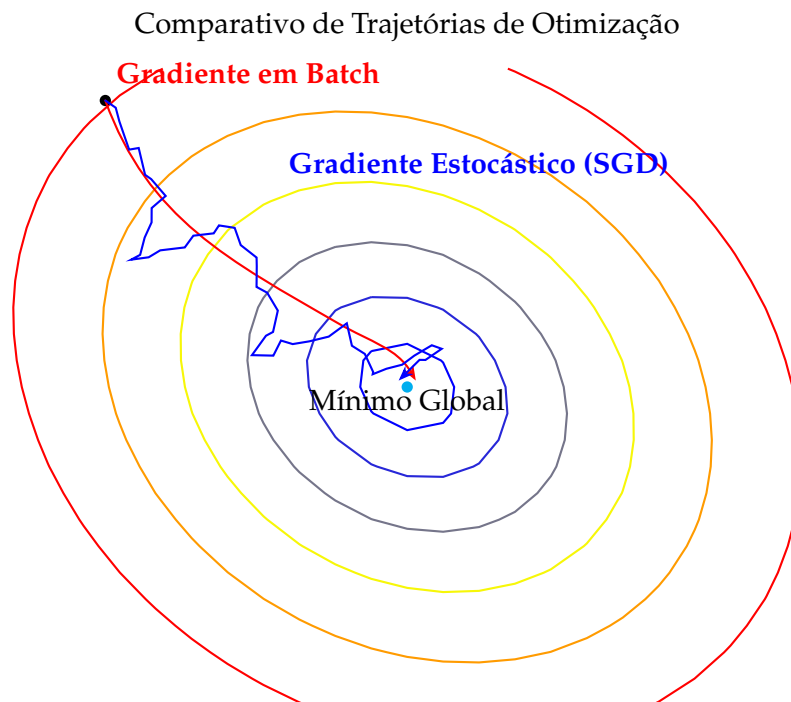 Comparativo de Trajetórias de Otimização
Gradiente em Batch
Gradiente Estocástico (SGD)
Mínimo Global